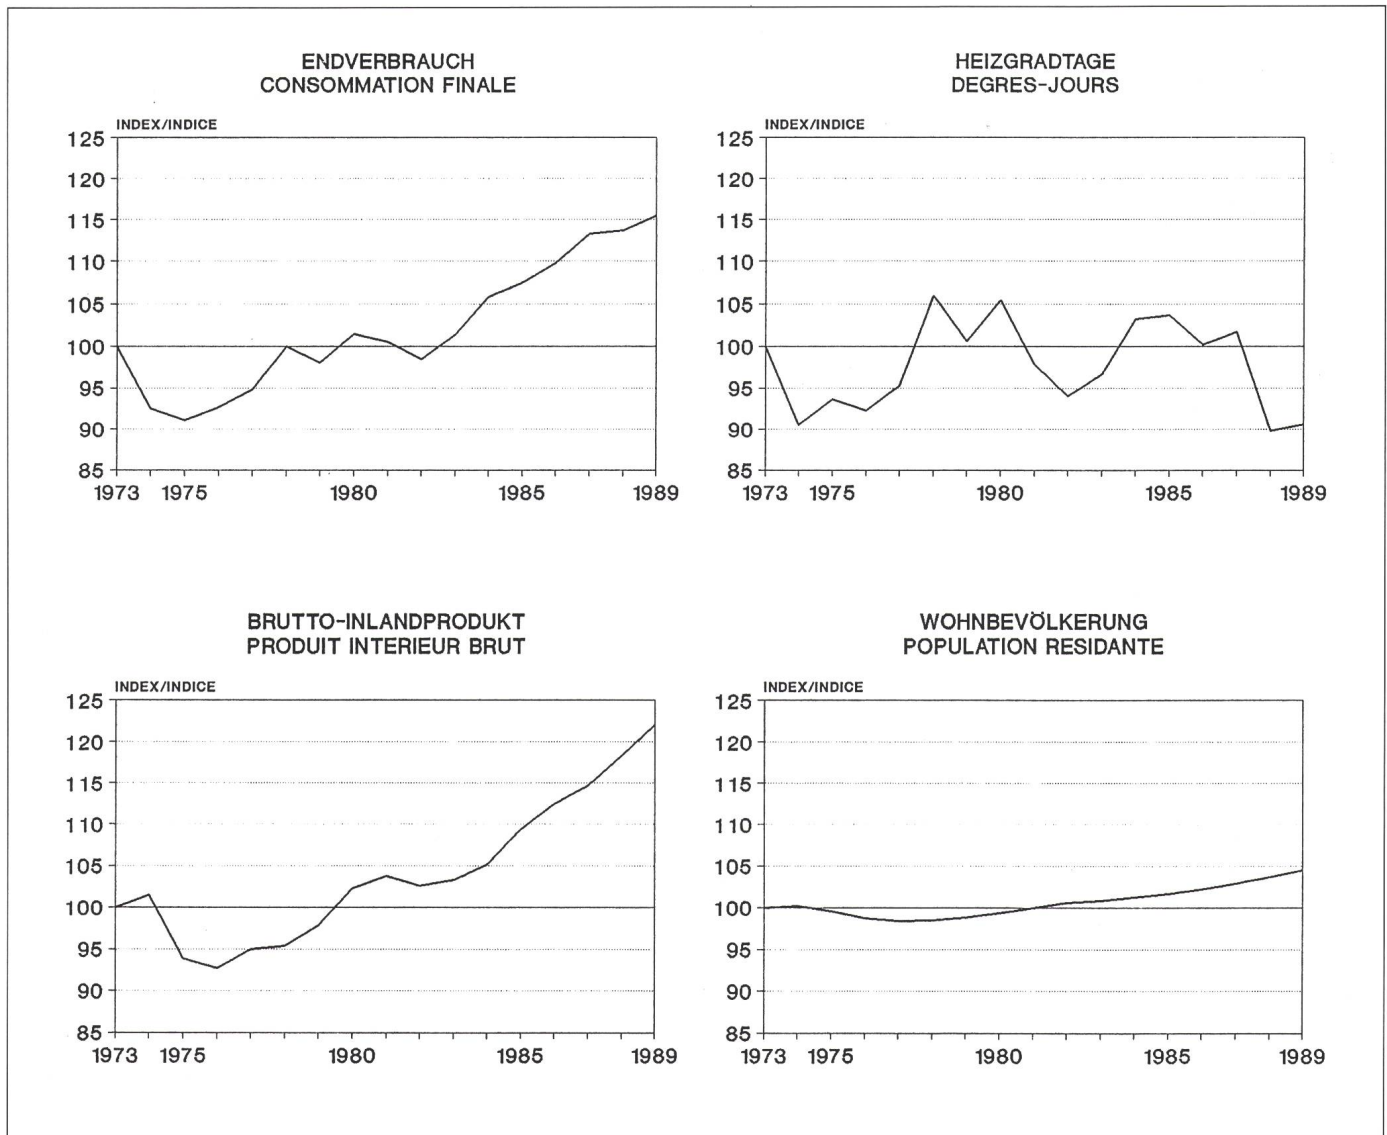 ENDVERBRAUCH
CONSOMMATION FINALE
INDEX/INDICE
125
120
115
110
105
100
95
90
85
1973 1975 1980 1985 1989
HEIZGRADTAGE
DEGRES-JOURS
INDEX/INDICE
125
120
115
110
105
100
95
90
85
1973 1975 1980 1985 1989
BRUTTO-INLANDPRODUKT
PRODUIT INTERIEUR BRUT
INDEX/INDICE
125
120
115
110
105
100
95
90
85
1973 1975 1980 1985 1989
WOHNBEVÖLKERUNG
POPULATION RESIDANTE
INDEX/INDICE
125
120
115
110
105
100
95
90
85
1973 1975 1980 1985 1989